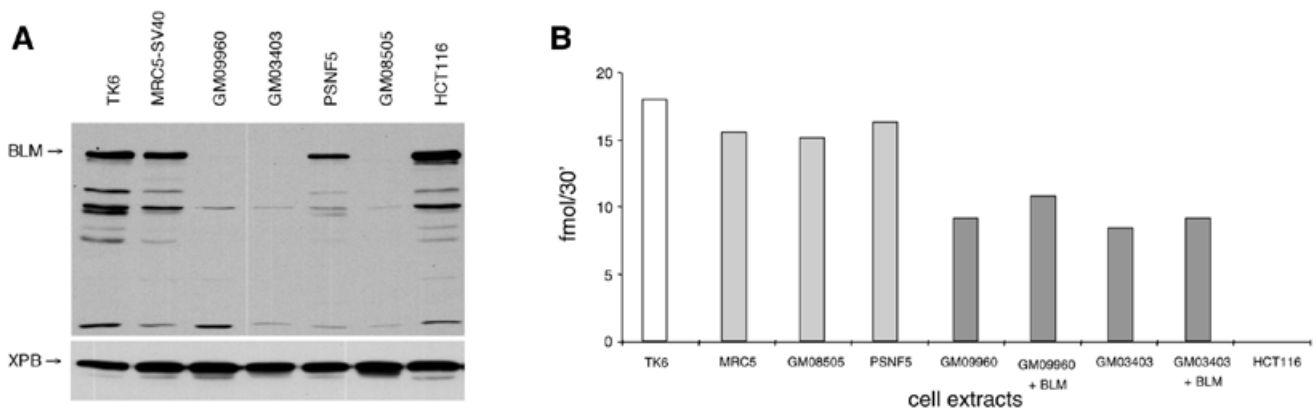 A
TK6
MRC5-SV40
GM09960
GM03403
PSNF5
GM08505
HCT116
BLM →
XPB →
B
20
15
10
5
0
fmol/30'
TK6
MRC5
GM08505
PSNF5
GM09960
GM09960
+ BLM
GM03403
GM03403
+ BLM
HCT116
cell extracts